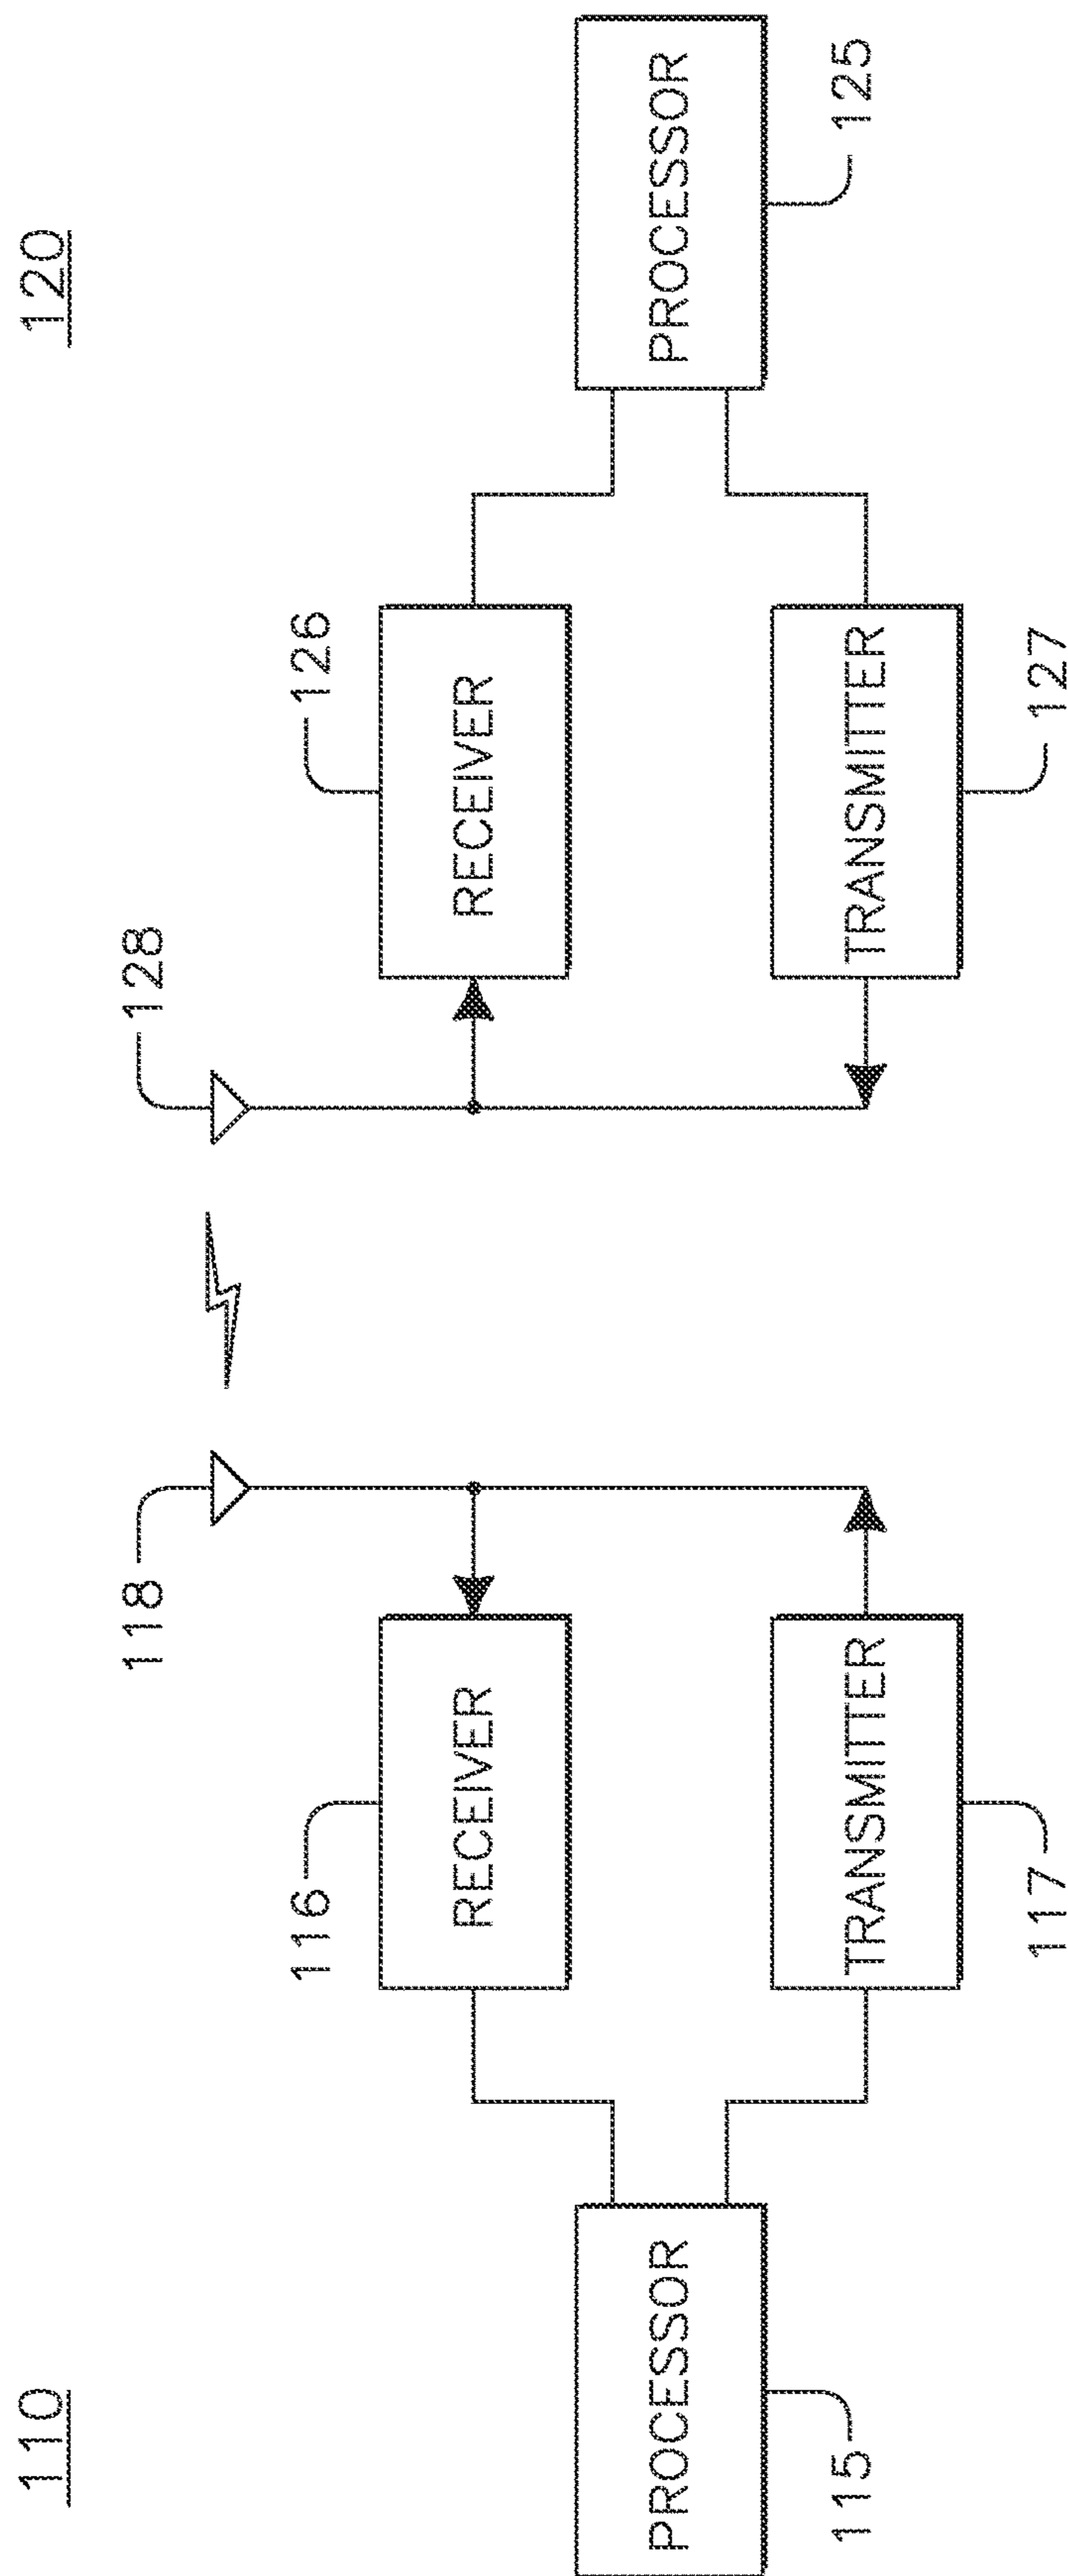 110
120
118
128
116
126
RECEIVER
RECEIVER
PROCESSOR
PROCESSOR
115
125
TRANSMITTER
TRANSMITTER
117
127